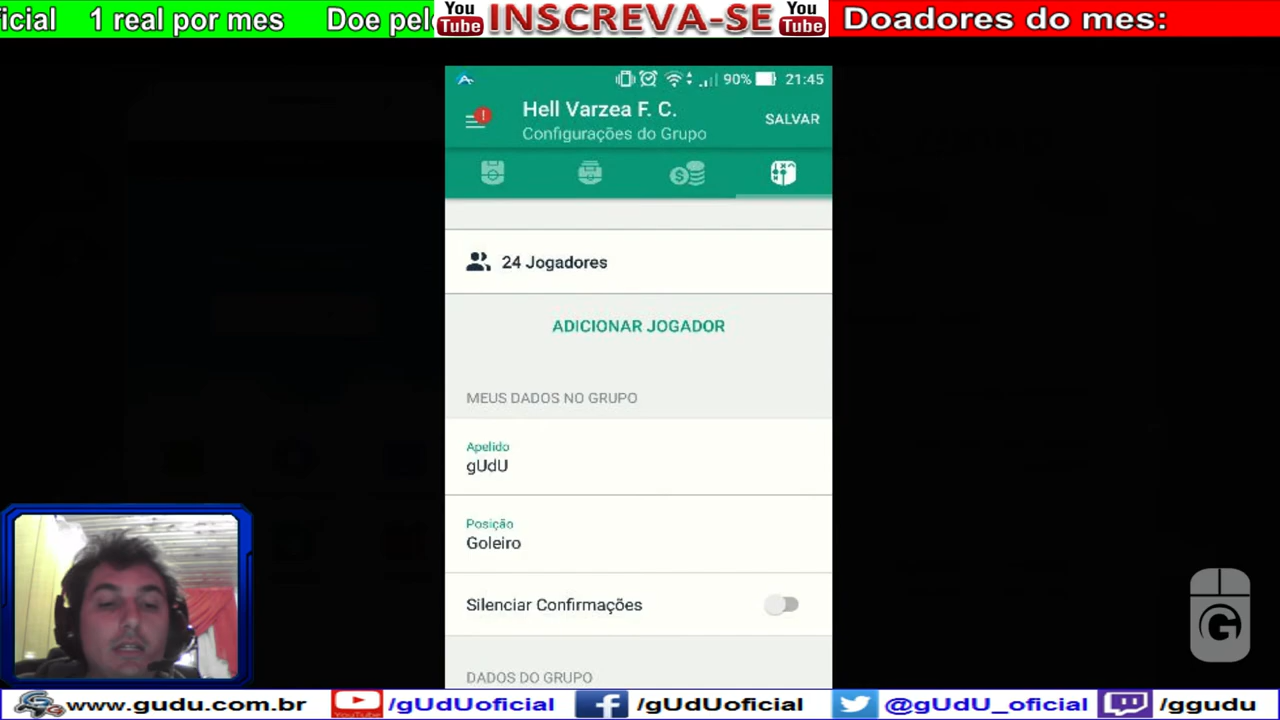 ficial 1 real por mes Doe pel
You Tube INSCREVA-SE You Tube
Doadores do mes:
90% 21:45
Hell Varzea F. C.
Configurações do Grupo
SALVAR
24 Jogadores
ADICIONAR JOGADOR
MEUS DADOS NO GRUPO
Apelido
gUdU
Posição
Goleiro
Silenciar Confirmações
DADOS DO GRUPO
G
www.gudu.com.br YouTube /gUdUoficial /gUdUoficial @gUdU_oficial /ggudu